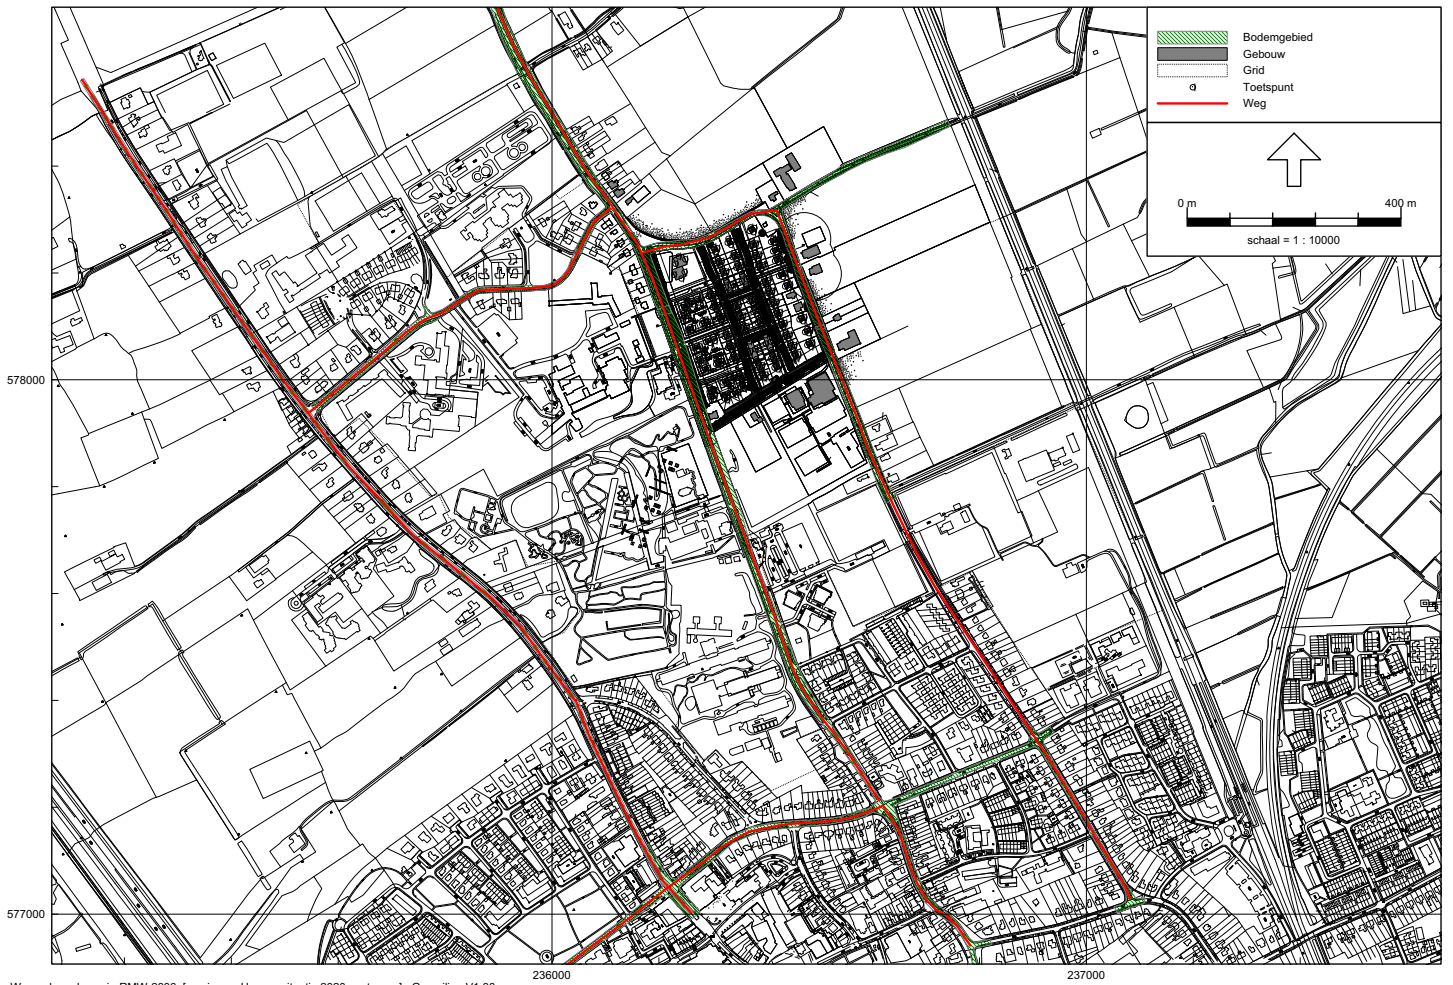 Bodemgebied
Gebouw
Grid
Toetspunt
Weg
0 m 400 m
schaal = 1 : 10000
578000
577000
236000 237000